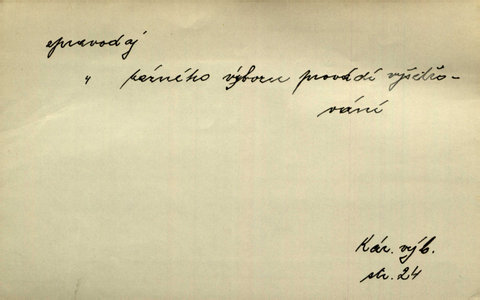 zpravodaj
" kárného výboru provádí vyšetřo-
vání
Kár. výb.
str. 24